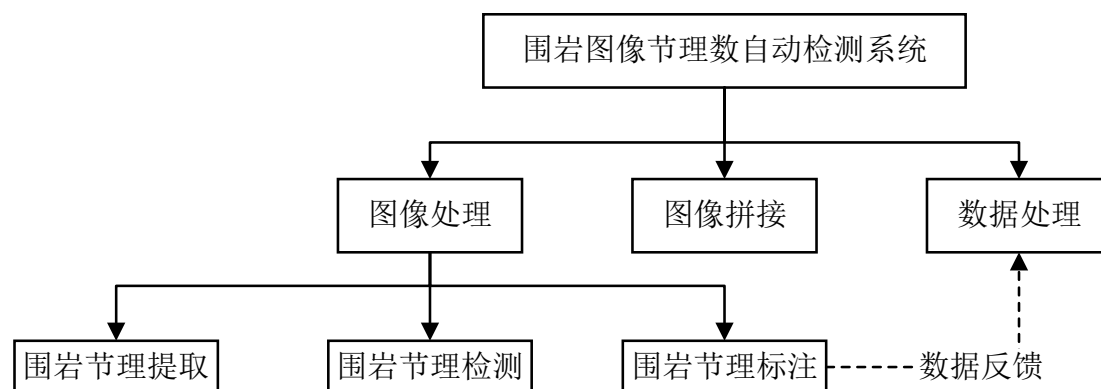 围岩图像节理数自动检测系统
图像处理
图像拼接
数据处理
围岩节理提取
围岩节理检测
围岩节理标注
数据反馈